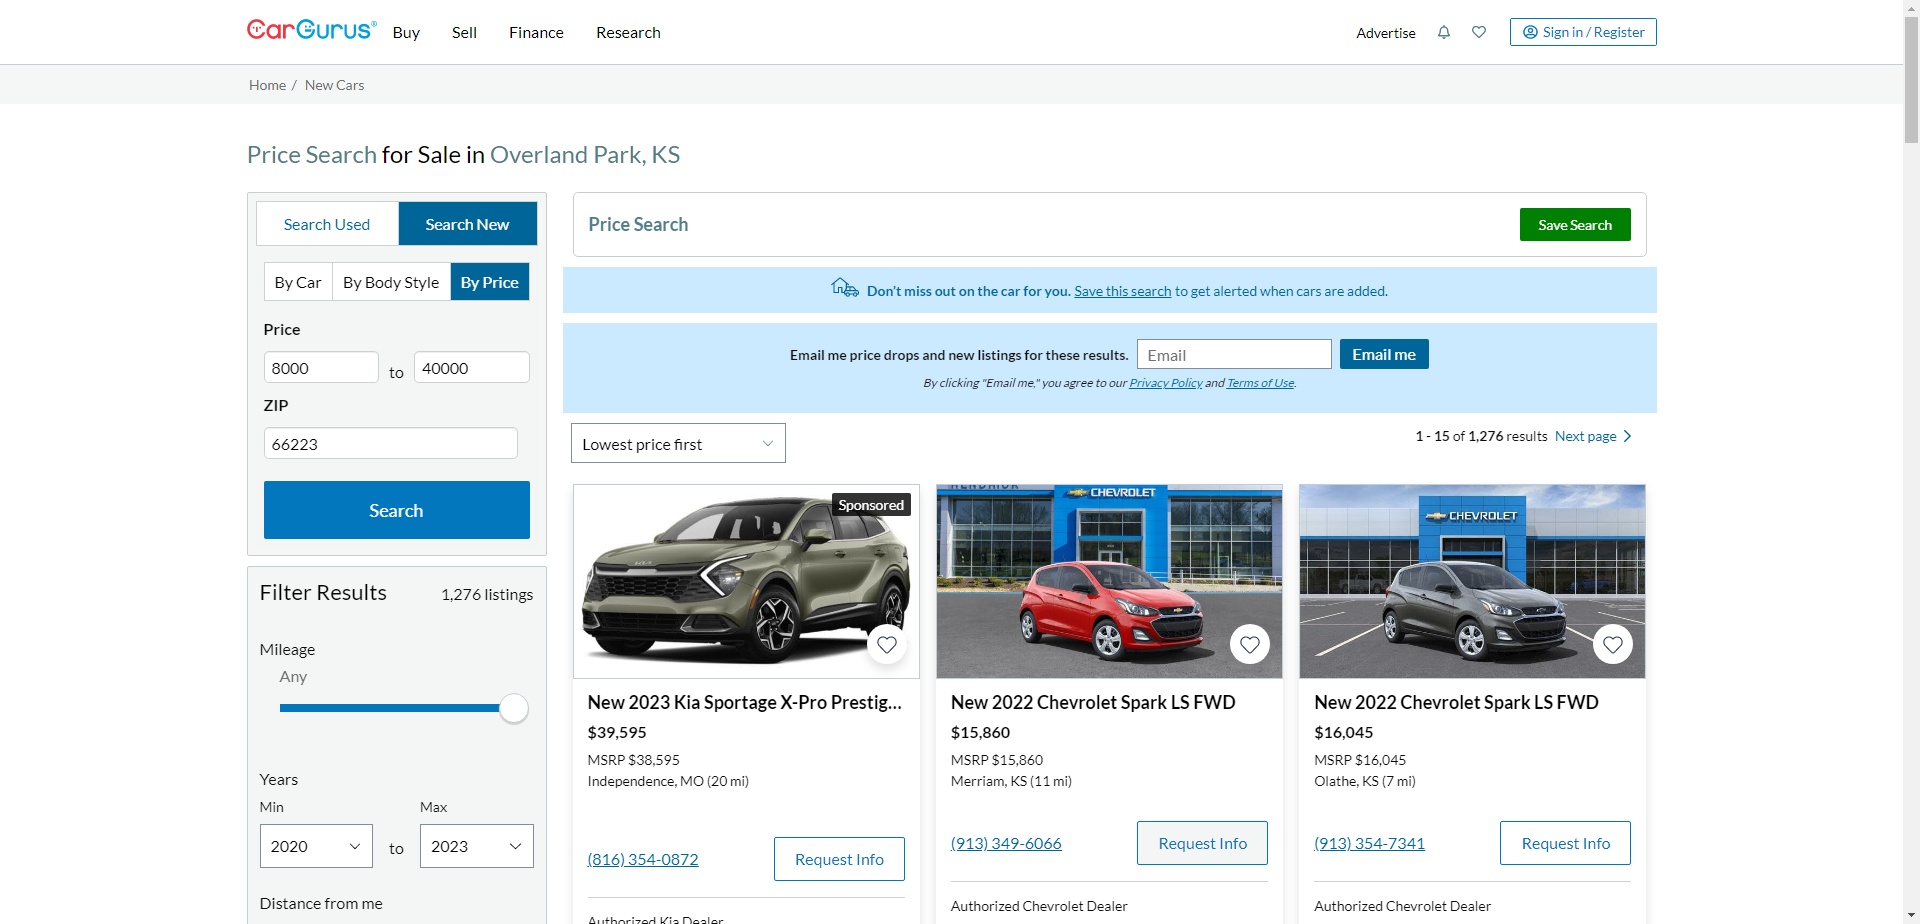 CarGurus®
Buy
Sell
Finance
Research
Advertise
Sign in / Register
Home / New Cars
Price Search for Sale in Overland Park, KS
Search Used
Search New
By Car
By Body Style
By Price
Price
8000
to
40000
ZIP
66223
Search
Filter Results
1,276 listings
Mileage
Any
Years
Min
Max
2020
to
2023
Distance from me
Price Search
Save Search
Don't miss out on the car for you. Save this search to get alerted when cars are added.
Email me price drops and new listings for these results.
Email
Email me
By clicking "Email me," you agree to our Privacy Policy and Terms of Use.
Lowest price first
1 - 15 of 1,276 results
Next page
Sponsored
New 2023 Kia Sportage X-Pro Prestig...
$39,595
MSRP $38,595
Independence, MO (20 mi)
(816) 354-0872
Request Info
Authorized Kia Dealer
HENDRICK
CHEVROLET
New 2022 Chevrolet Spark LS FWD
$15,860
MSRP $15,860
Merriam, KS (11 mi)
(913) 349-6066
Request Info
Authorized Chevrolet Dealer
CHEVROLET
New 2022 Chevrolet Spark LS FWD
$16,045
MSRP $16,045
Olathe, KS (7 mi)
(913) 354-7341
Request Info
Authorized Chevrolet Dealer